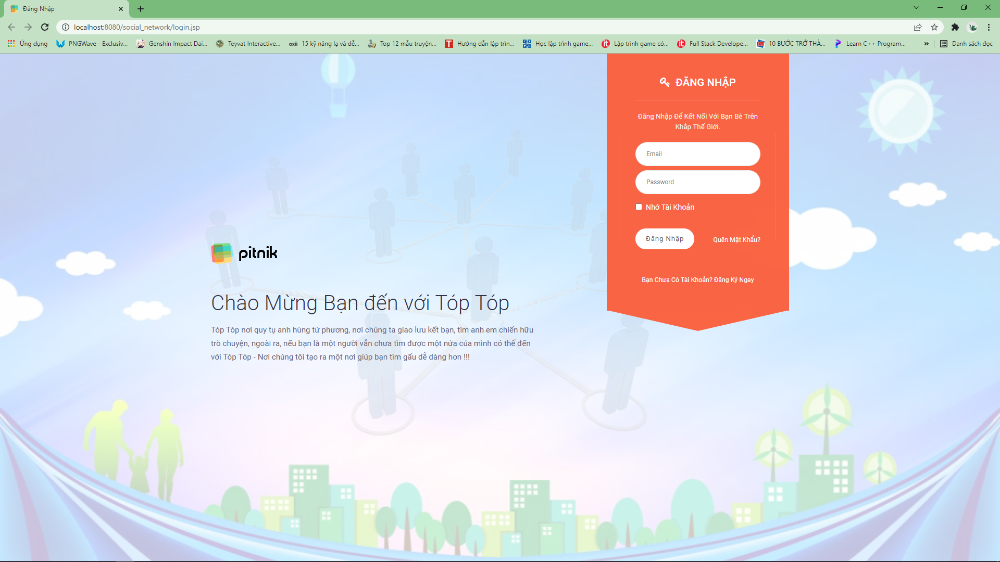 Đăng Nhập
localhost:8080/social_network/login.jsp
Ứng dụng
PNGWave - Exclusiv...
Genshin Impact Dai...
Teyvat Interactive...
oxii
15 kỹ năng lạ và dễ...
Top 12 mẫu truyện...
T
Hướng dẫn lập trìn...
Học lập trình game...
it
Lập trình game có...
it
Full Stack Develope...
10 BƯỚC TRỞ THÀ...
Learn C++ Program...
»
Danh sách đọc
ĐĂNG NHẬP
Đăng Nhập Để Kết Nối Với Bạn Bè Trên
Khắp Thế Giới.
Email
Password
Nhớ Tài Khoản
Đăng Nhập
Quên Mật Khẩu?
Bạn Chưa Có Tài Khoản? Đăng Ký Ngay
pitnik
Chào Mừng Bạn đến với Tóp Tóp
Tóp Tóp nơi quy tụ anh hùng tứ phương, nơi chúng ta giao lưu kết bạn, tìm anh em chiến hữu
trò chuyện, ngoài ra, nếu bạn là một người vẫn chưa tìm được một nửa của mình có thể đến
với Tóp Tóp - Nơi chúng tôi tạo ra một nơi giúp bạn tìm gấu dễ dàng hơn !!!